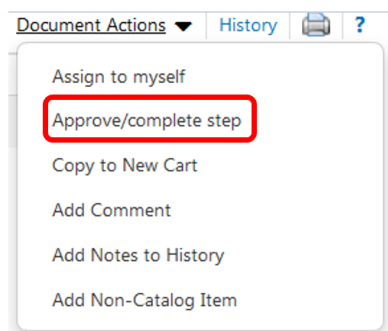 Document Actions History ?
Assign to myself
Approve/complete step
Copy to New Cart
Add Comment
Add Notes to History
Add Non-Catalog Item